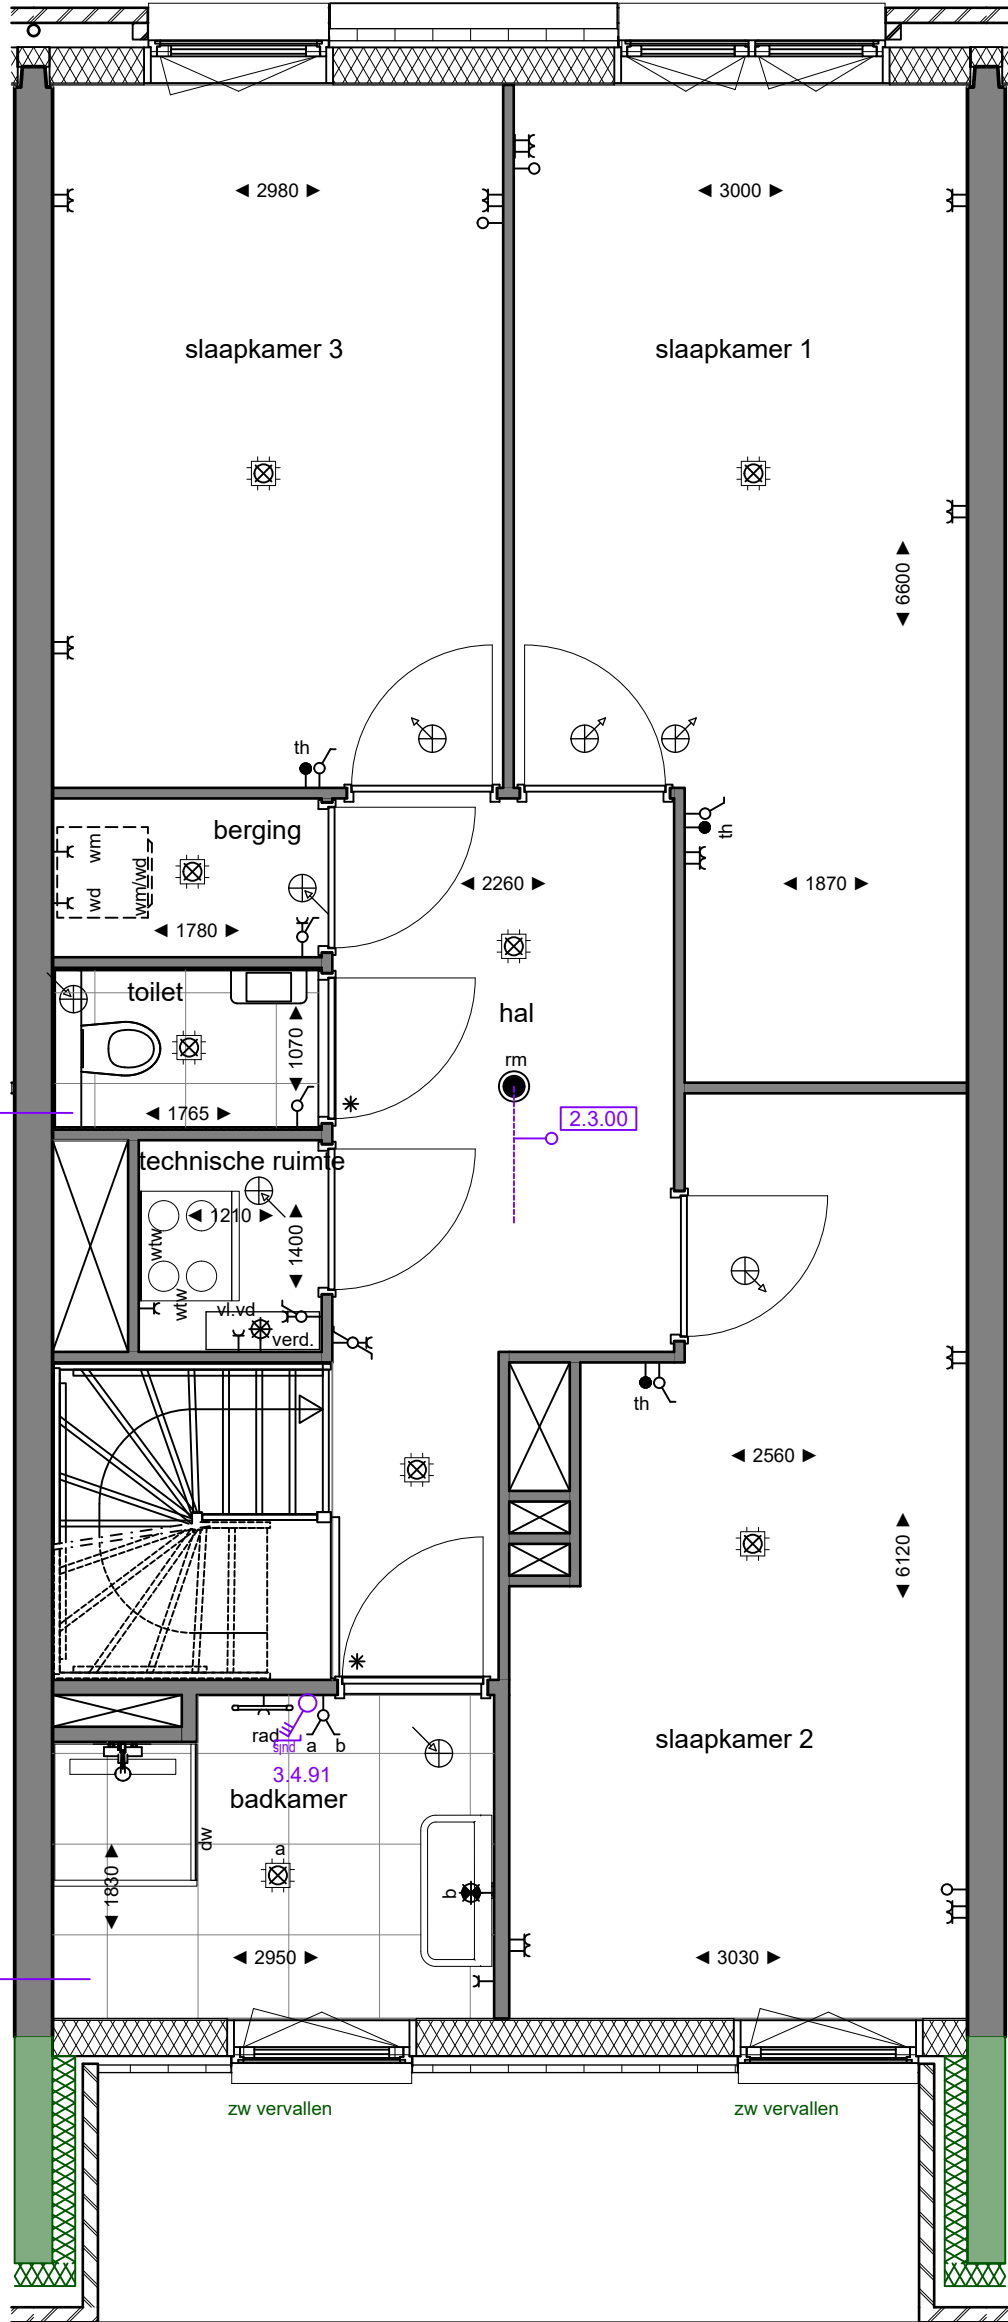 2980
3000
slaapkamer 3
slaapkamer 1
6600
th
th
berging
wm
wd
wm/wd
1780
2260
1870
toilet
1070
1765
hal
rm
2.3.00
technische ruimte
1210
1400
wtw
wtw
vl.vd
verd.
th
2560
6120
rad
puls
a
b
3.4.91
badkamer
slaapkamer 2
dw
a
1830
b
2950
3030
zw vervallen
zw vervallen